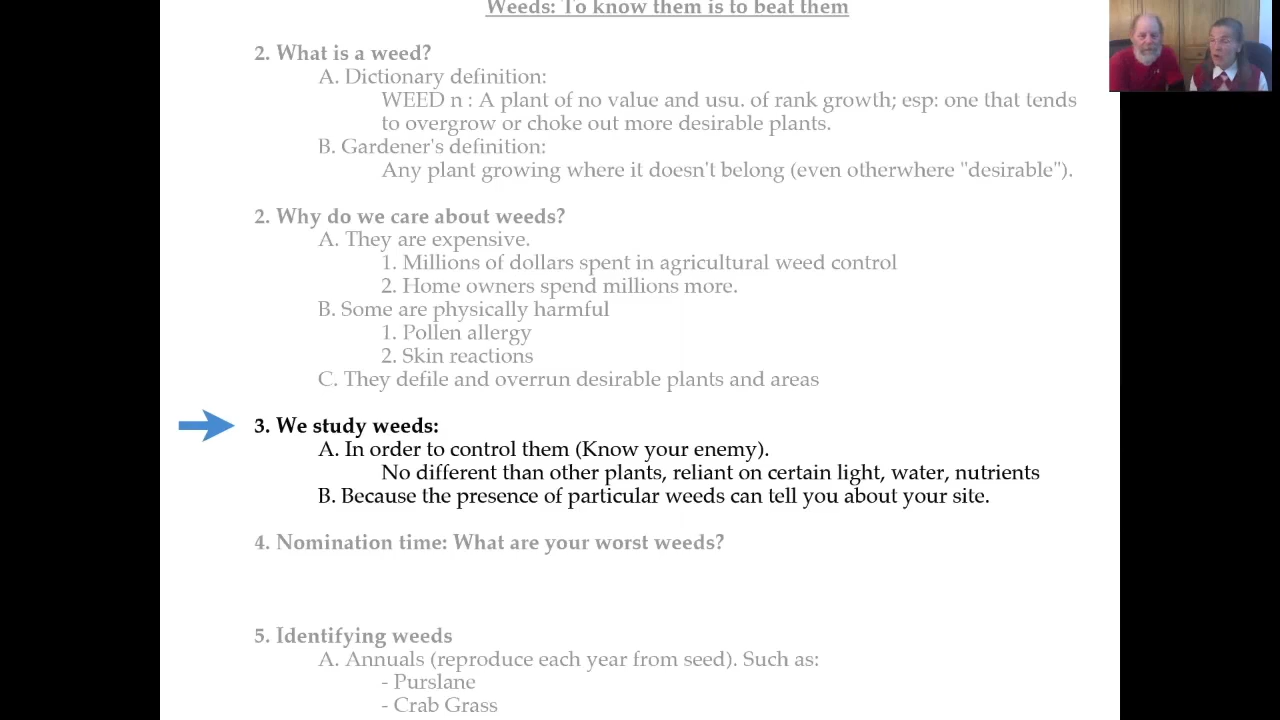 Weeds: To know them is to beat them
2. What is a weed?
A. Dictionary definition:
WEED n : A plant of no value and usu. of rank growth; esp: one that tends
to overgrow or choke out more desirable plants.
B. Gardener's definition:
Any plant growing where it doesn't belong (even otherwhere "desirable").
2. Why do we care about weeds?
A. They are expensive.
1. Millions of dollars spent in agricultural weed control
2. Home owners spend millions more.
B. Some are physically harmful
1. Pollen allergy
2. Skin reactions
C. They defile and overrun desirable plants and areas
3. We study weeds:
A. In order to control them (Know your enemy).
No different than other plants, reliant on certain light, water, nutrients
B. Because the presence of particular weeds can tell you about your site.
4. Nomination time: What are your worst weeds?
5. Identifying weeds
A. Annuals (reproduce each year from seed). Such as:
- Purslane
- Crab Grass